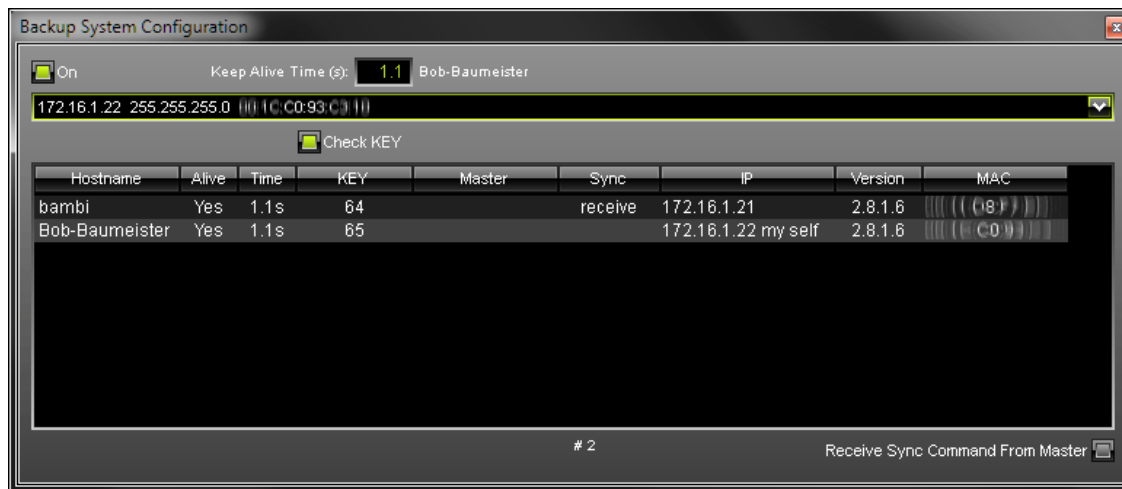 Backup System Configuration
On Keep Alive Time (s): 1.1 Bob-Baumeister
172.16.1.22 255.255.255.0
Check KEY
Hostname Alive Time KEY Master Sync IP Version MAC
bambi Yes 1.1s 64 receive 172.16.1.21 2.8.1.6
Bob-Baumeister Yes 1.1s 65 172.16.1.22 my self 2.8.1.6
# 2
Receive Sync Command From Master